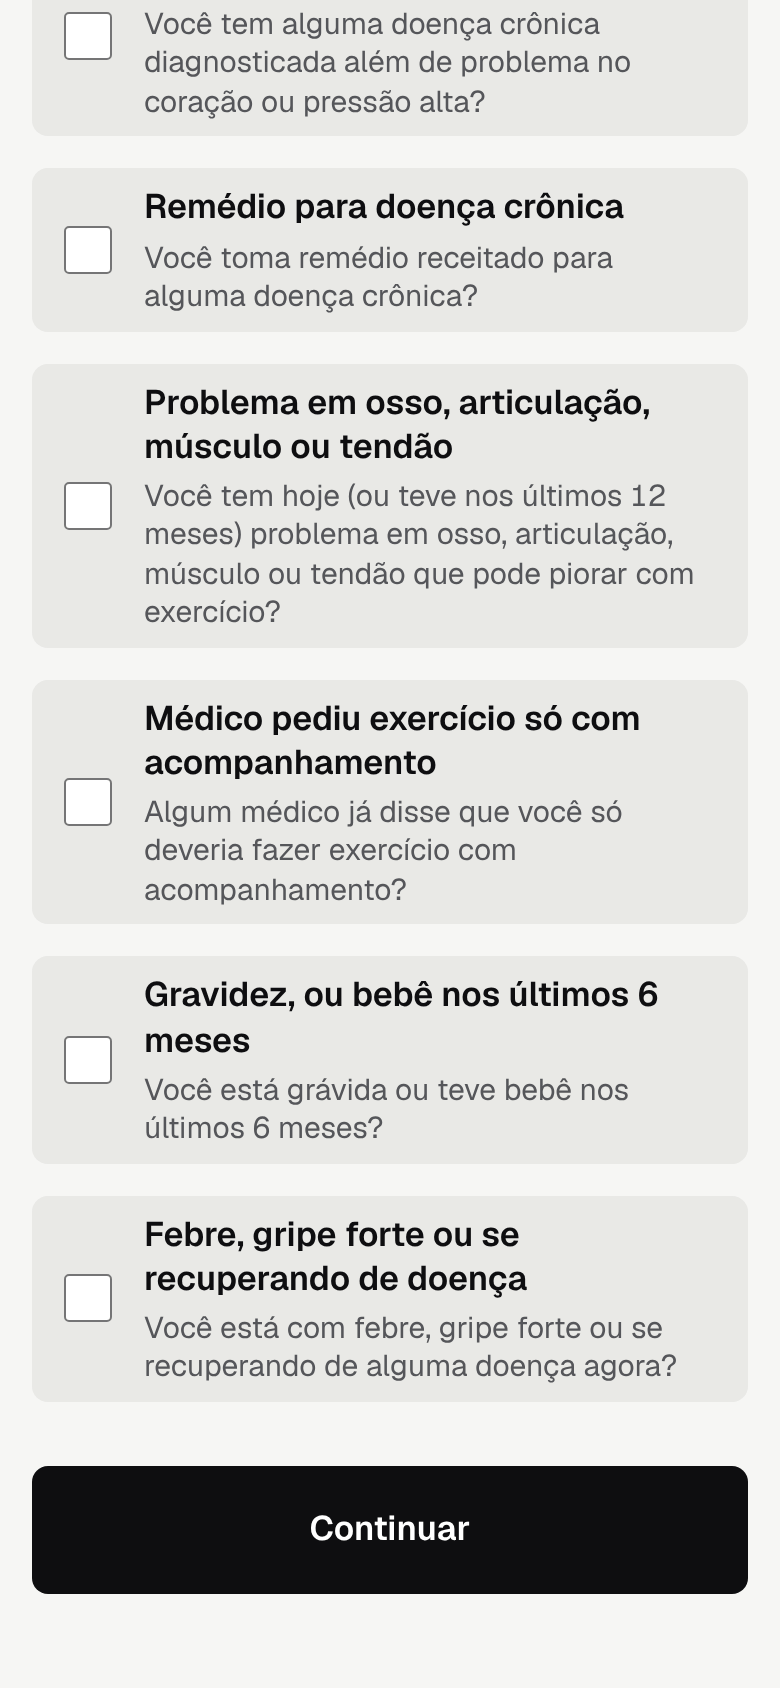 Você tem alguma doença crônica
diagnosticada além de problema no
coração ou pressão alta?
Remédio para doença crônica
Você toma remédio receitado para
alguma doença crônica?
Problema em osso, articulação,
músculo ou tendão
Você tem hoje (ou teve nos últimos 12
meses) problema em osso, articulação,
músculo ou tendão que pode piorar com
exercício?
Médico pediu exercício só com
acompanhamento
Algum médico já disse que você só
deveria fazer exercício com
acompanhamento?
Gravidez, ou bebê nos últimos 6
meses
Você está grávida ou teve bebê nos
últimos 6 meses?
Febre, gripe forte ou se
recuperando de doença
Você está com febre, gripe forte ou se
recuperando de alguma doença agora?
Continuar